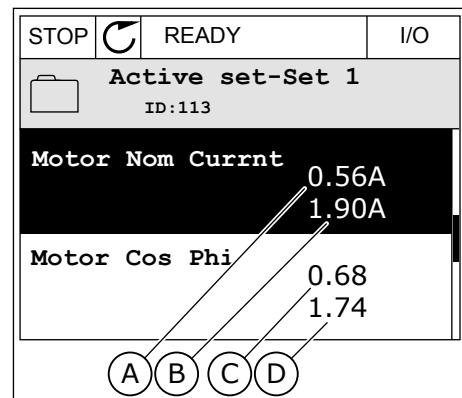 STOP READY I/O
Active set-Set 1
ID:113
Motor Nom Currnt
0.56A
1.90A
Motor Cos Phi
0.68
1.74
A B C D